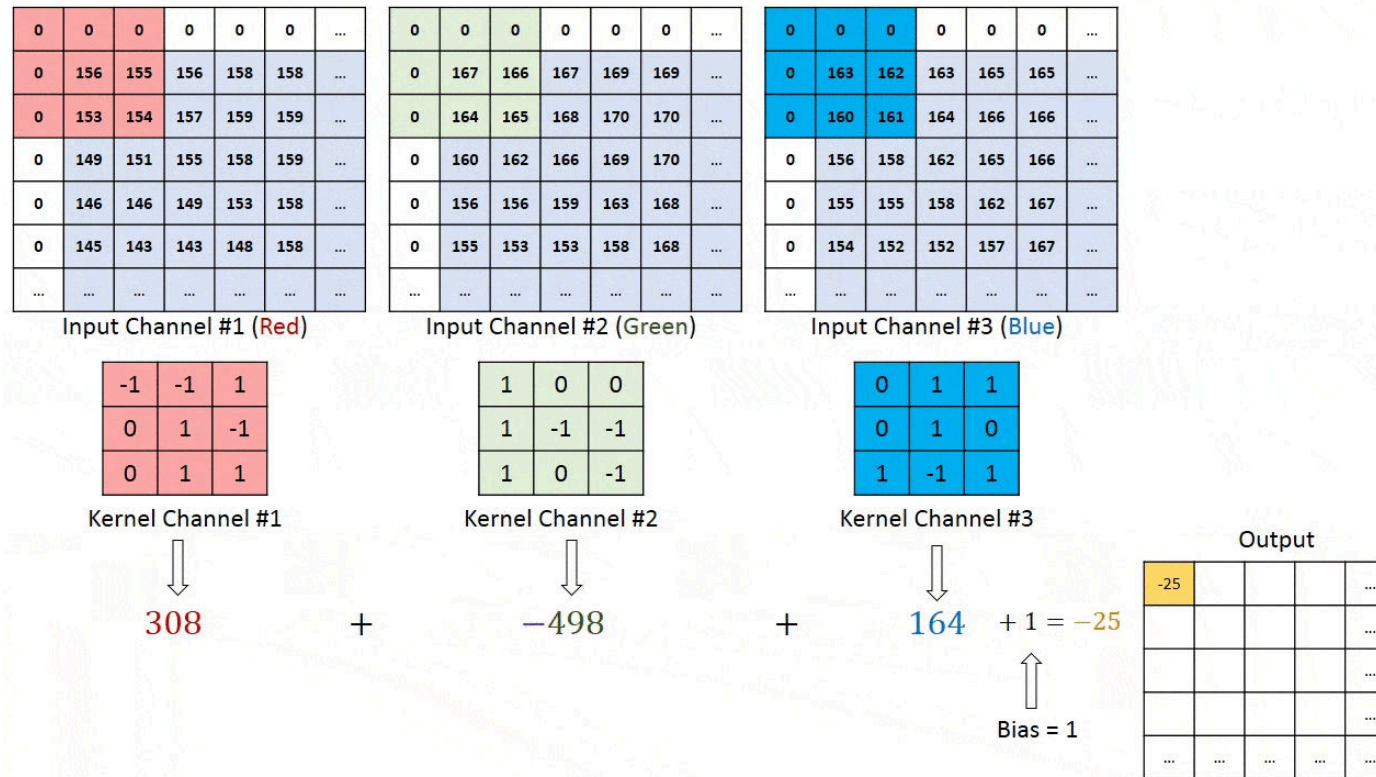 0 0 0 0 0 0 ... 0 0 0 0 0 0 ... 0 0 0 0 0 0 ...
0 156 155 156 158 158 ... 0 167 166 167 169 169 ... 0 163 162 163 165 165 ...
0 153 154 157 159 159 ... 0 164 165 168 170 170 ... 0 160 161 164 166 166 ...
0 149 151 155 158 159 ... 0 160 162 166 169 170 ... 0 156 158 162 165 166 ...
0 146 146 149 153 158 ... 0 156 156 159 163 168 ... 0 155 155 158 162 167 ...
0 145 143 143 148 158 ... 0 155 153 153 158 168 ... 0 154 152 152 157 167 ...
... ... ... ... ... ... ... ... ... ... ... ... ... ... ... ... ... ... ... ... ...
Input Channel #1 (Red) Input Channel #2 (Green) Input Channel #3 (Blue)
-1 -1 1 1 0 0 0 1 1
0 1 -1 1 -1 -1 0 1 0
0 1 1 1 0 -1 1 -1 1
Kernel Channel #1 Kernel Channel #2 Kernel Channel #3
308 + −498 + 164 + 1 = −25
Bias = 1
Output
-25 ...
...
...
...
... ... ... ... ...